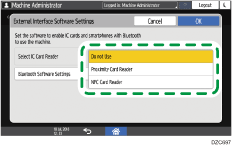 Machine Administrator
Logged in: Machine Administrator
Logout
External Interface Software Settings
Cancel
OK
Set the software to enable IC cards and smartphones with Bluetooth
to use the machine.
Select IC Card Reader
Do not Use
Proximity Card Reader
Bluetooth Software Settings
NFC Card Reader
DZC697